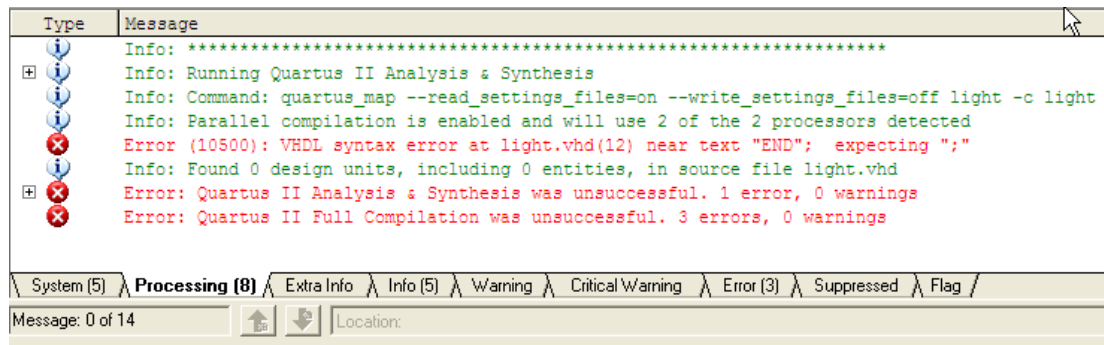 Type Message
Info: *******************************************************************
Info: Running Quartus II Analysis & Synthesis
Info: Command: quartus_map --read_settings_files=on --write_settings_files=off light -c light
Info: Parallel compilation is enabled and will use 2 of the 2 processors detected
Error (10500): VHDL syntax error at light.vhd(12) near text "END";  expecting ";"
Info: Found 0 design units, including 0 entities, in source file light.vhd
Error: Quartus II Analysis & Synthesis was unsuccessful. 1 error, 0 warnings
Error: Quartus II Full Compilation was unsuccessful. 3 errors, 0 warnings
System (5) Processing (8) Extra Info Info (5) Warning Critical Warning Error (3) Suppressed Flag
Message: 0 of 14 Location: